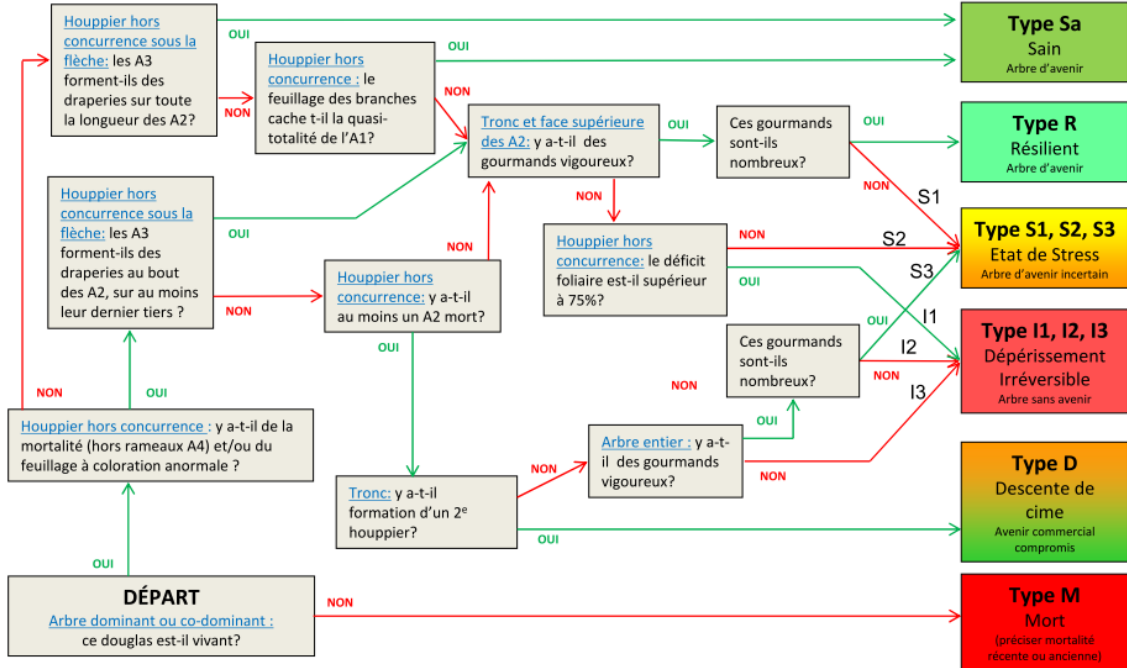 Houppier hors
concurrence sous la
flèche: les A3
forment-ils des
draperies sur toute
la longueur des A2?
OUI
NON
Houppier hors
concurrence : le
feuillage des branches
cache t-il la quasi-
totalité de l'A1?
OUI
NON
Tronc et face supérieure
des A2: y a-t-il des
gourmands vigoureux?
OUI
NON
Ces gourmands
sont-ils
nombreux?
OUI
NON
S1
Type Sa
Sain
Arbre d'avenir
Type R
Résilient
Arbre d'avenir
Houppier hors
concurrence sous la
flèche: les A3
forment-ils des
draperies au bout
des A2, sur au moins
leur dernier tiers ?
OUI
NON
Houppier hors
concurrence: y a-t-il
au moins un A2 mort?
NON
OUI
Houppier hors
concurrence: le déficit
foliaire est-il supérieur
à 75%?
NON
S2
OUI
S3
I1
Type S1, S2, S3
Etat de Stress
Arbre d'avenir incertain
Ces gourmands
sont-ils
nombreux?
OUI
I2
NON
I3
Type I1, I2, I3
Dépérissement
Irréversible
Arbre sans avenir
NON
OUI
Houppier hors concurrence : y a-t-il de la
mortalité (hors rameaux A4) et/ou du
feuillage à coloration anormale ?
NON
OUI
Arbre entier : y a-t-
il des gourmands
vigoureux?
OUI
NON
Tronc: y a-t-il
formation d'un 2e
houppier?
NON
OUI
Type D
Descente de
cime
Avenir commercial
compromis
OUI
DÉPART
Arbre dominant ou co-dominant :
ce douglas est-il vivant?
NON
Type M
Mort
(préciser mortalité
récente ou ancienne)